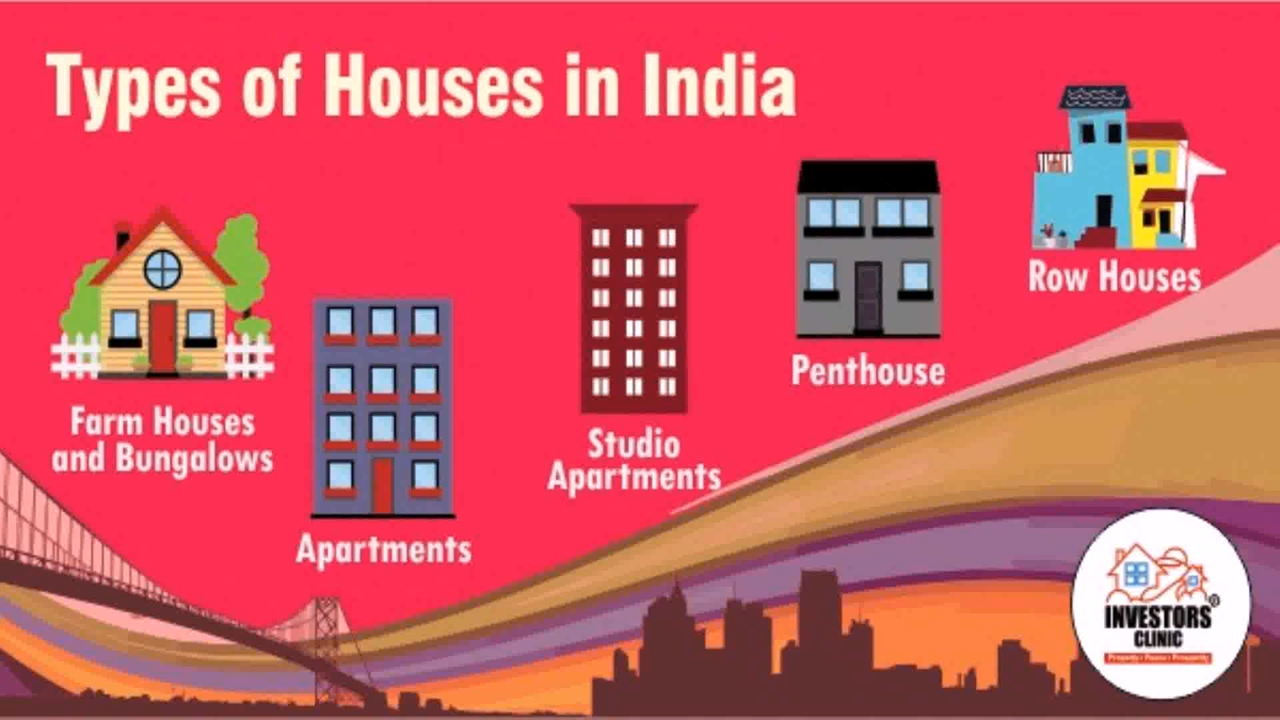 Types of Houses in India
Farm Houses
and Bungalows
Apartments
Studio
Apartments
Penthouse
Row Houses
INVESTORS®
CLINIC